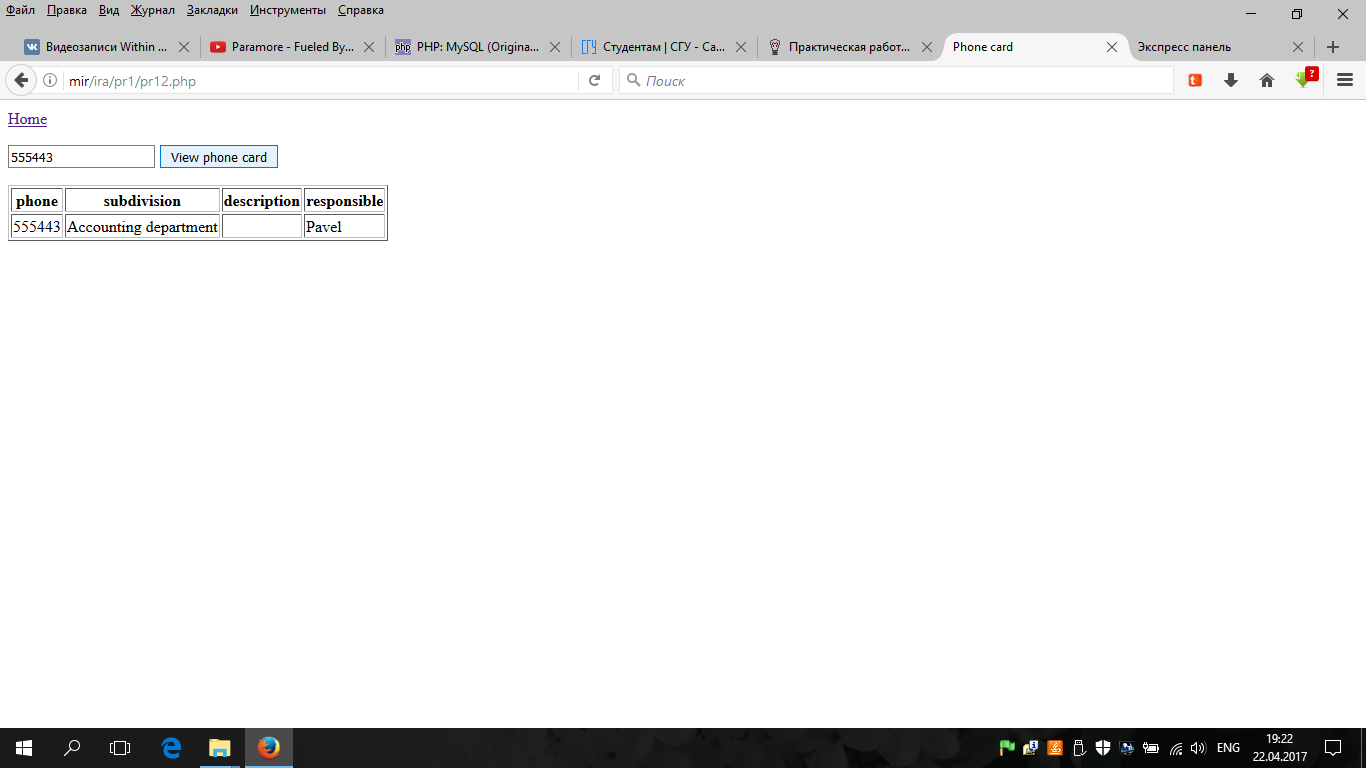 Файл Правка Вид Журнал Закладки Инструменты Справка
Видеозаписи Within ... Paramore - Fueled By... php PHP: MySQL (Origina... Студентам | СГУ - Са... Практическая работ... Phone card Экспресс панель
mir/ira/pr1/pr12.php Поиск t ?
Home
555443 View phone card
phone subdivision description responsible
555443 Accounting department Pavel
ENG 19:22
22.04.2017